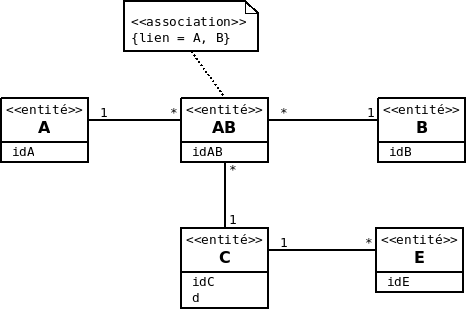 <<association>>
{lien = A, B}
<<entité>>
A
idA
1
*
<<entité>>
AB
idAB
*
1
<<entité>>
B
idB
*
1
<<entité>>
C
idC
d
1
*
<<entité>>
E
idE